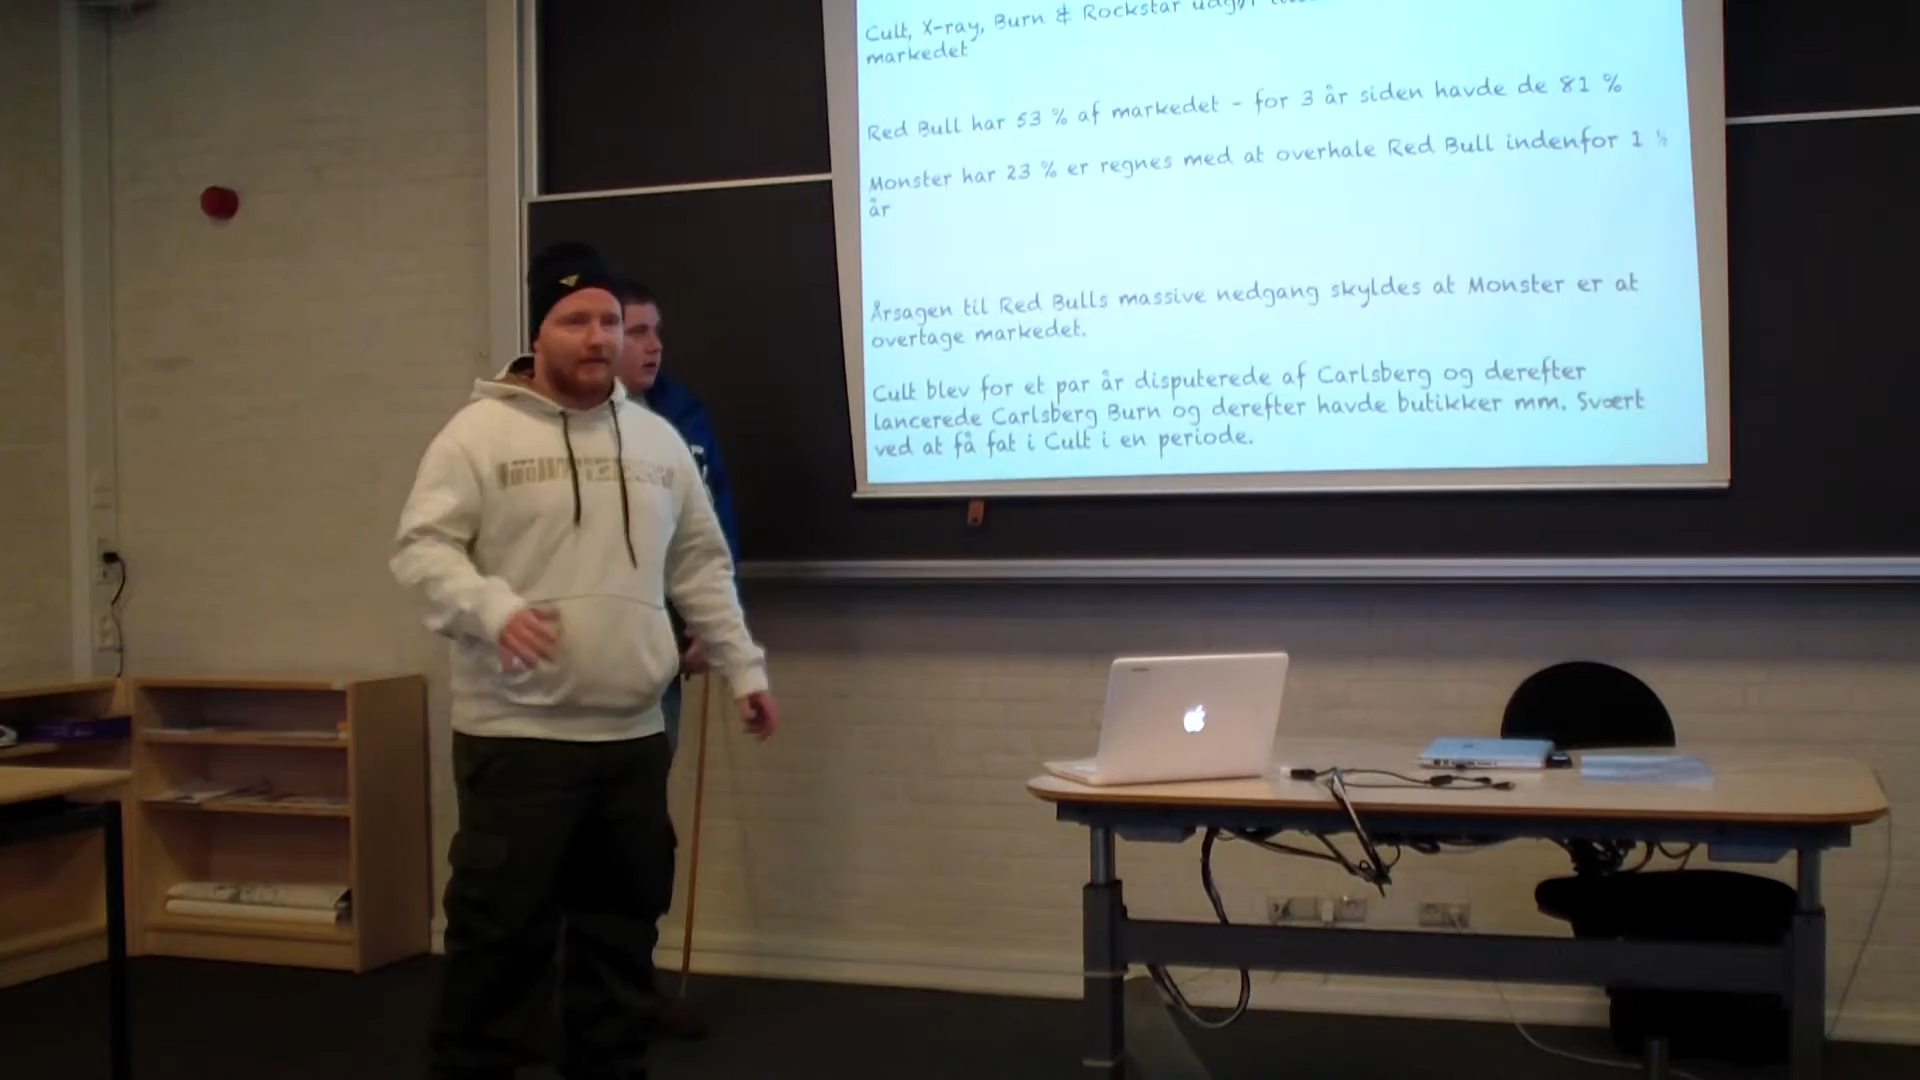 Cult, X-ray, Burn & Rockstar udgør
markedet
Red Bull har 53 % af markedet - for 3 år siden havde de 81 %
Monster har 23 % er regnes med at overhale Red Bull indenfor 1 ½
år
Årsagen til Red Bulls massive nedgang skyldes at Monster er at
overtage markedet.
Cult blev for et par år disputerede af Carlsberg og derefter
lancerede Carlsberg Burn og derefter havde butikker mm. Svært
ved at få fat i Cult i en periode.